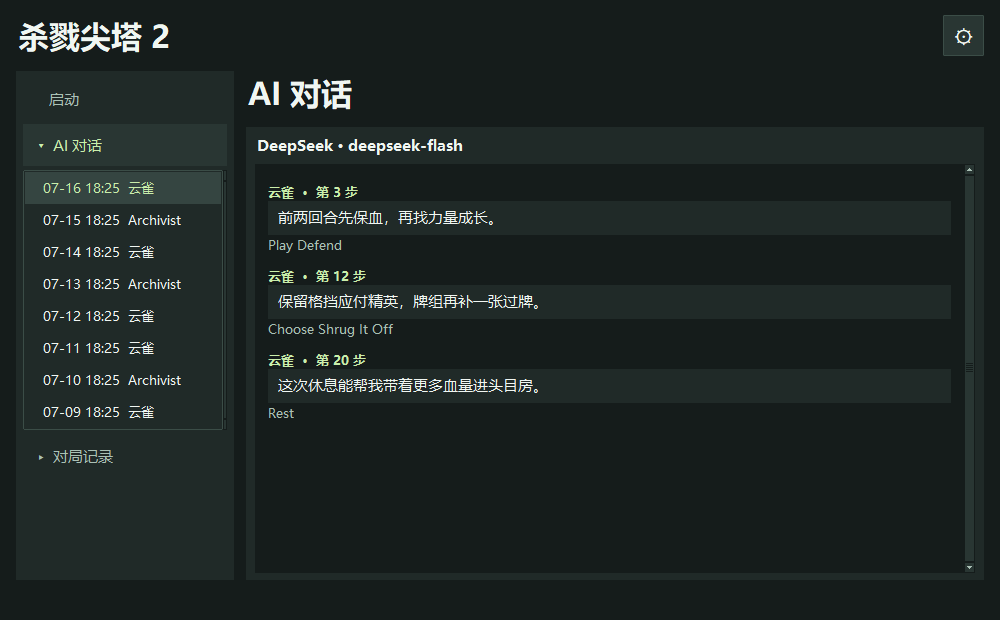 杀戮尖塔 2
启动
AI 对话
07-16 18:25 云雀
07-15 18:25 Archivist
07-14 18:25 云雀
07-13 18:25 Archivist
07-12 18:25 云雀
07-11 18:25 云雀
07-10 18:25 Archivist
07-09 18:25 云雀
对局记录
AI 对话
DeepSeek • deepseek-flash
云雀 • 第 3 步
前两回合先保血，再找力量成长。
Play Defend
云雀 • 第 12 步
保留格挡应付精英，牌组再补一张过牌。
Choose Shrug It Off
云雀 • 第 20 步
这次休息能帮我带着更多血量进头目房。
Rest